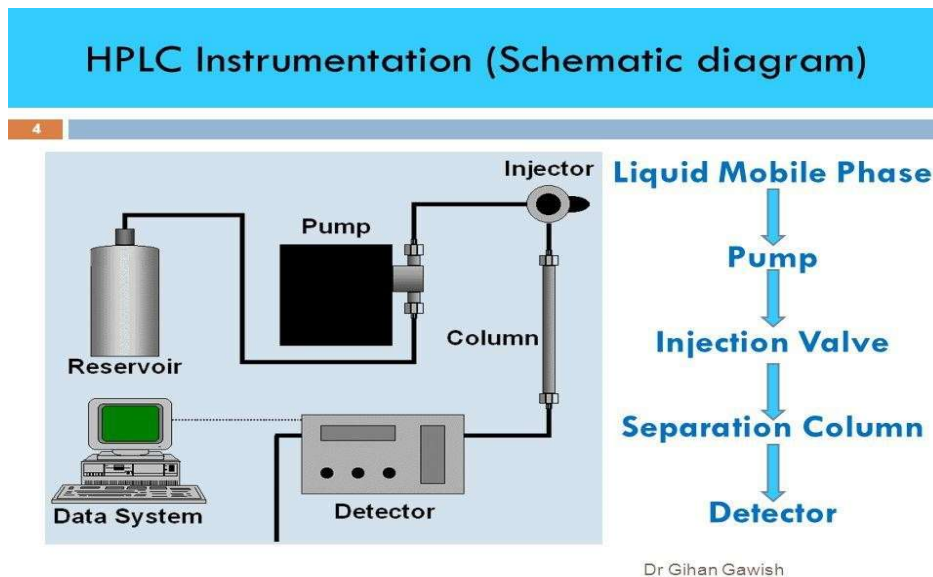 HPLC Instrumentation (Schematic diagram)
4
Injector
Pump
Column
Reservoir
Data System
Detector
Liquid Mobile Phase
Pump
Injection Valve
Separation Column
Detector
Dr Gihan Gawish